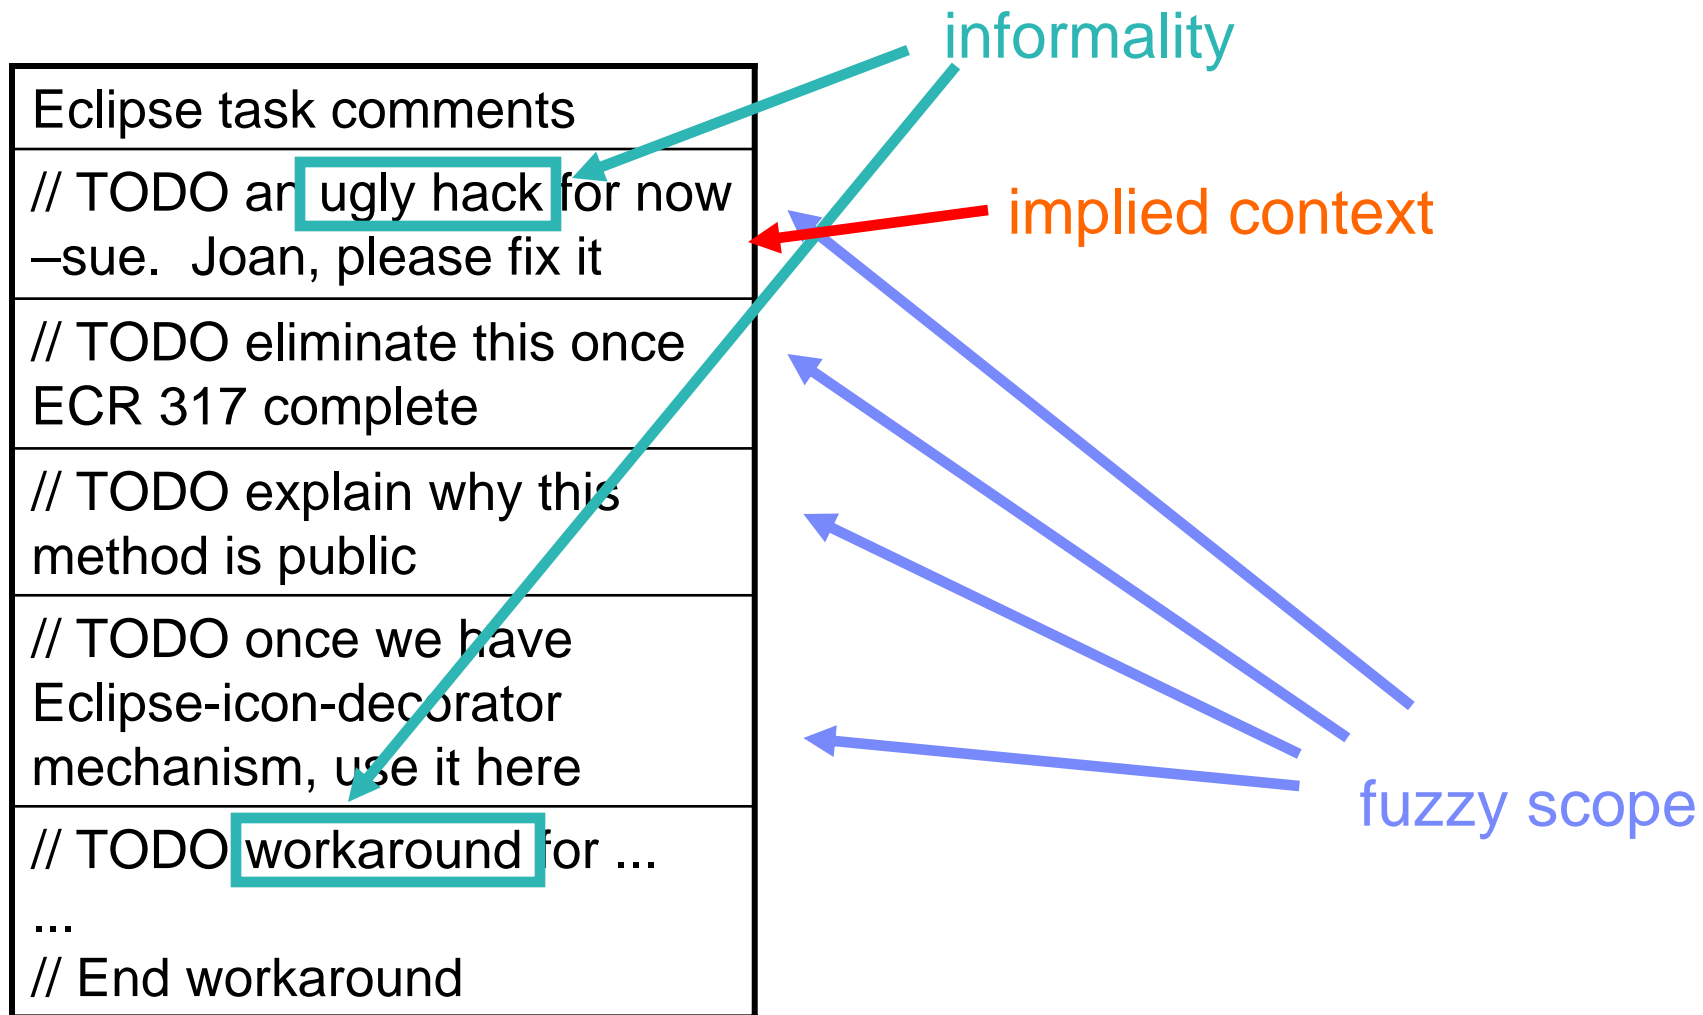 informality
Eclipse task comments
// TODO an ugly hack for now
–sue.  Joan, please fix it
implied context
// TODO eliminate this once
ECR 317 complete
// TODO explain why this
method is public
// TODO once we have
Eclipse-icon-decorator
mechanism, use it here
fuzzy scope
// TODO workaround for ...
...
// End workaround